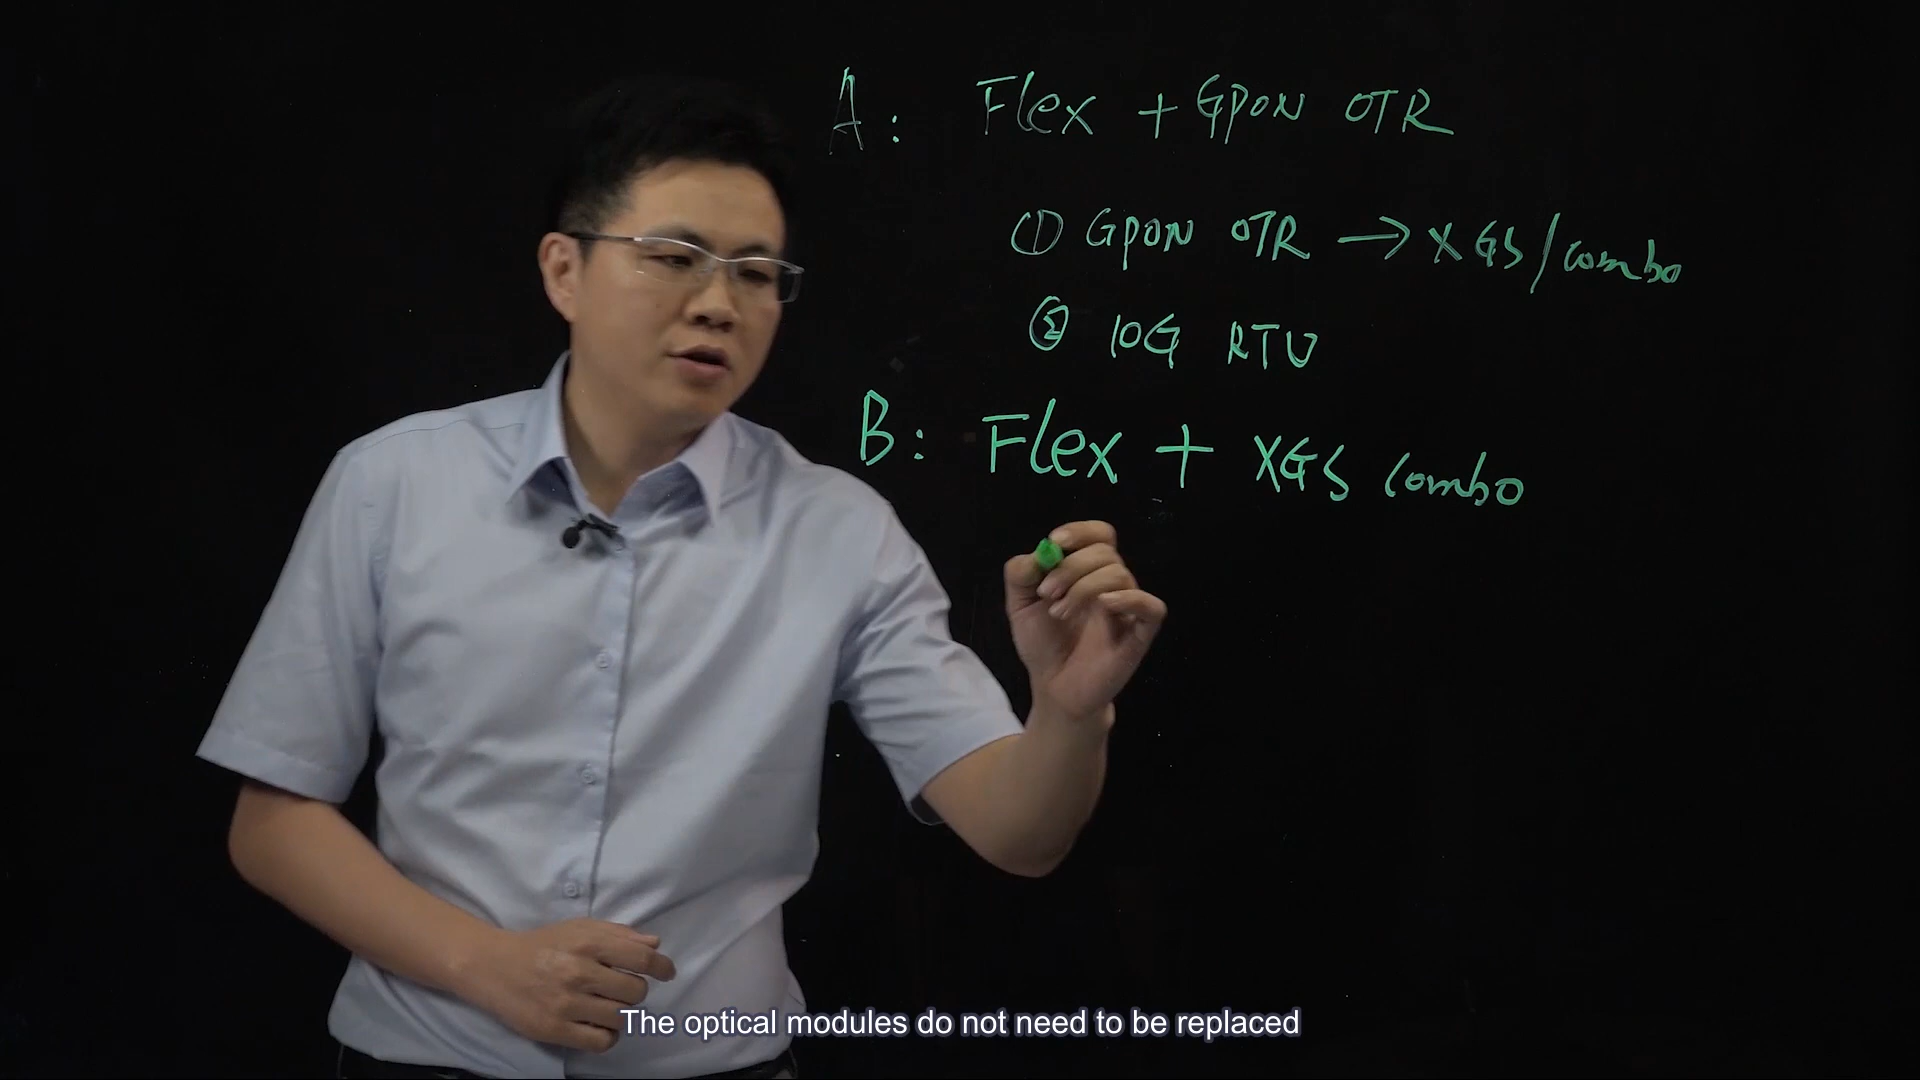 A: Flex + GPON OTR
① GPON OTR → XGS/combo
② 10G RTU
B: Flex + XGS combo
The optical modules do not need to be replaced